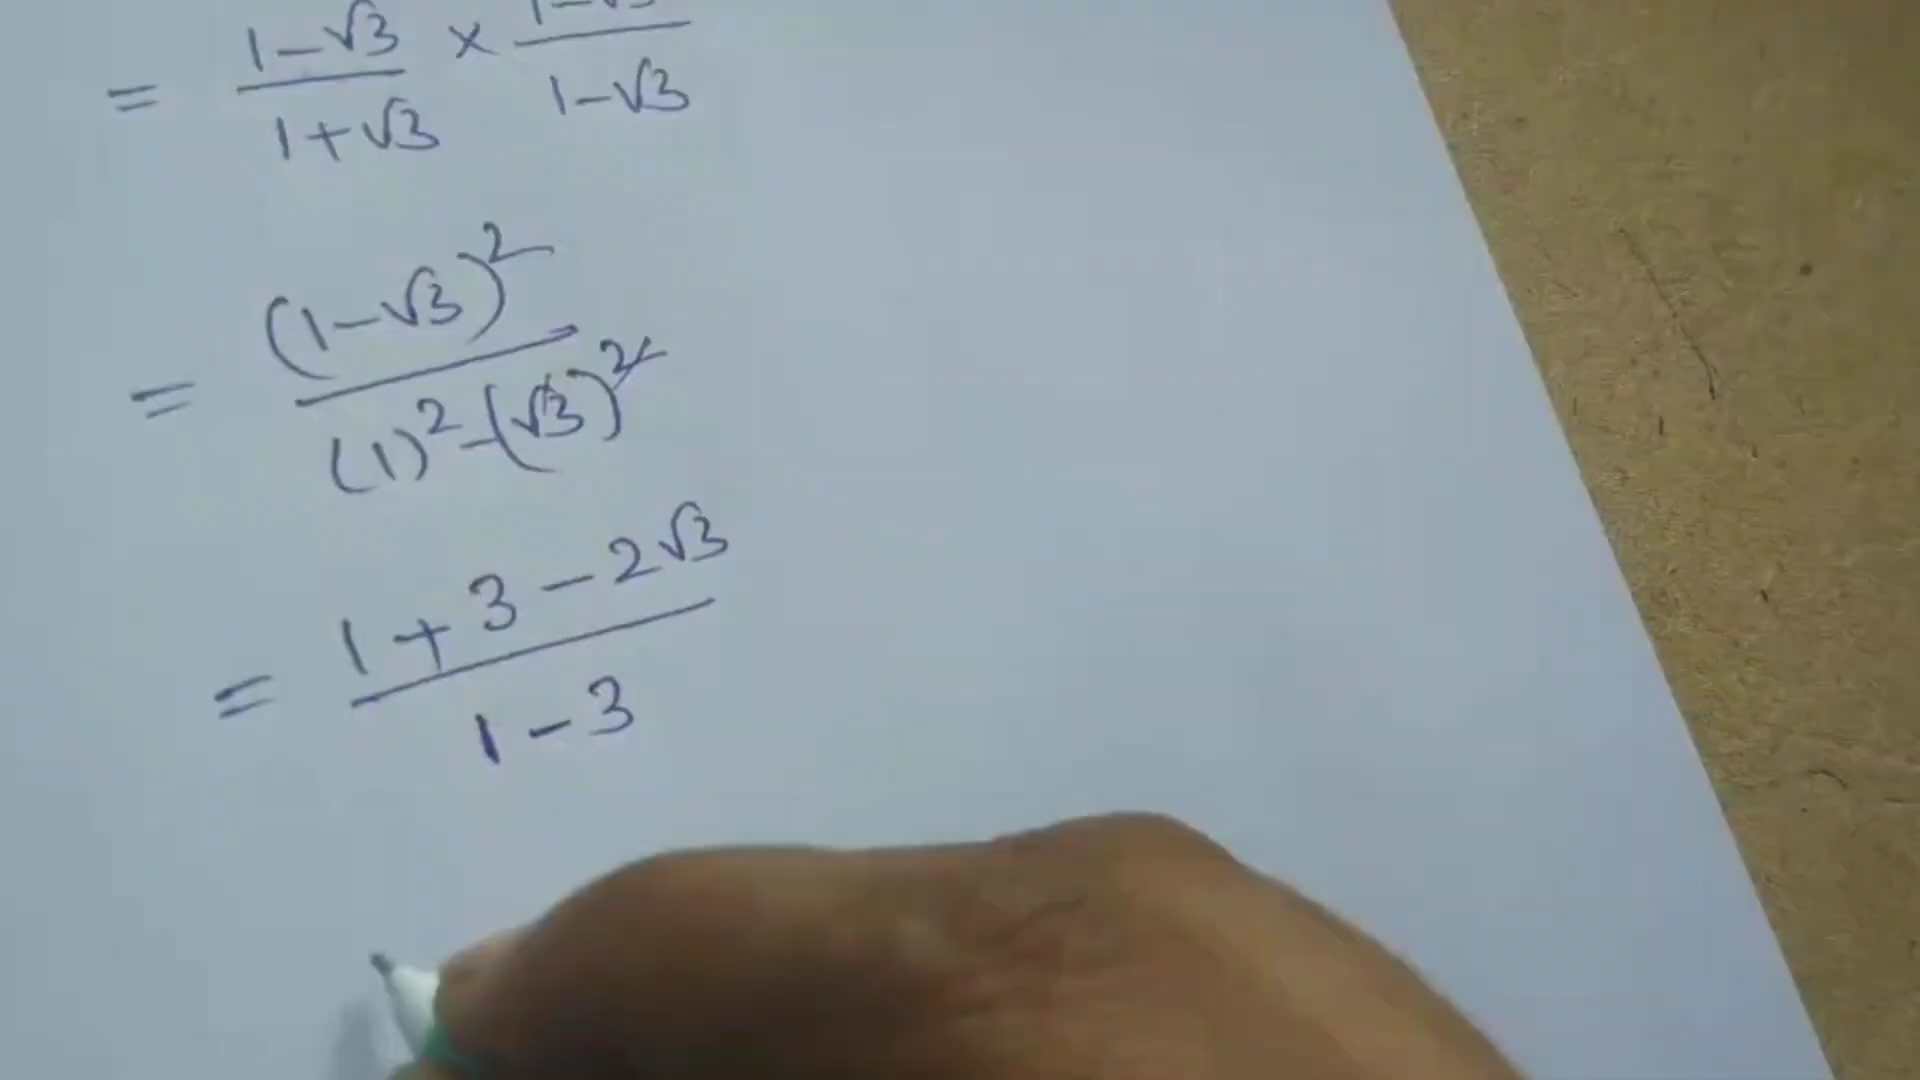 = (1-√3)/(1+√3) × (1-√3)/(1-√3)
= (1-√3)²/((1)²-(√3)²)
= (1+3-2√3)/(1-3)